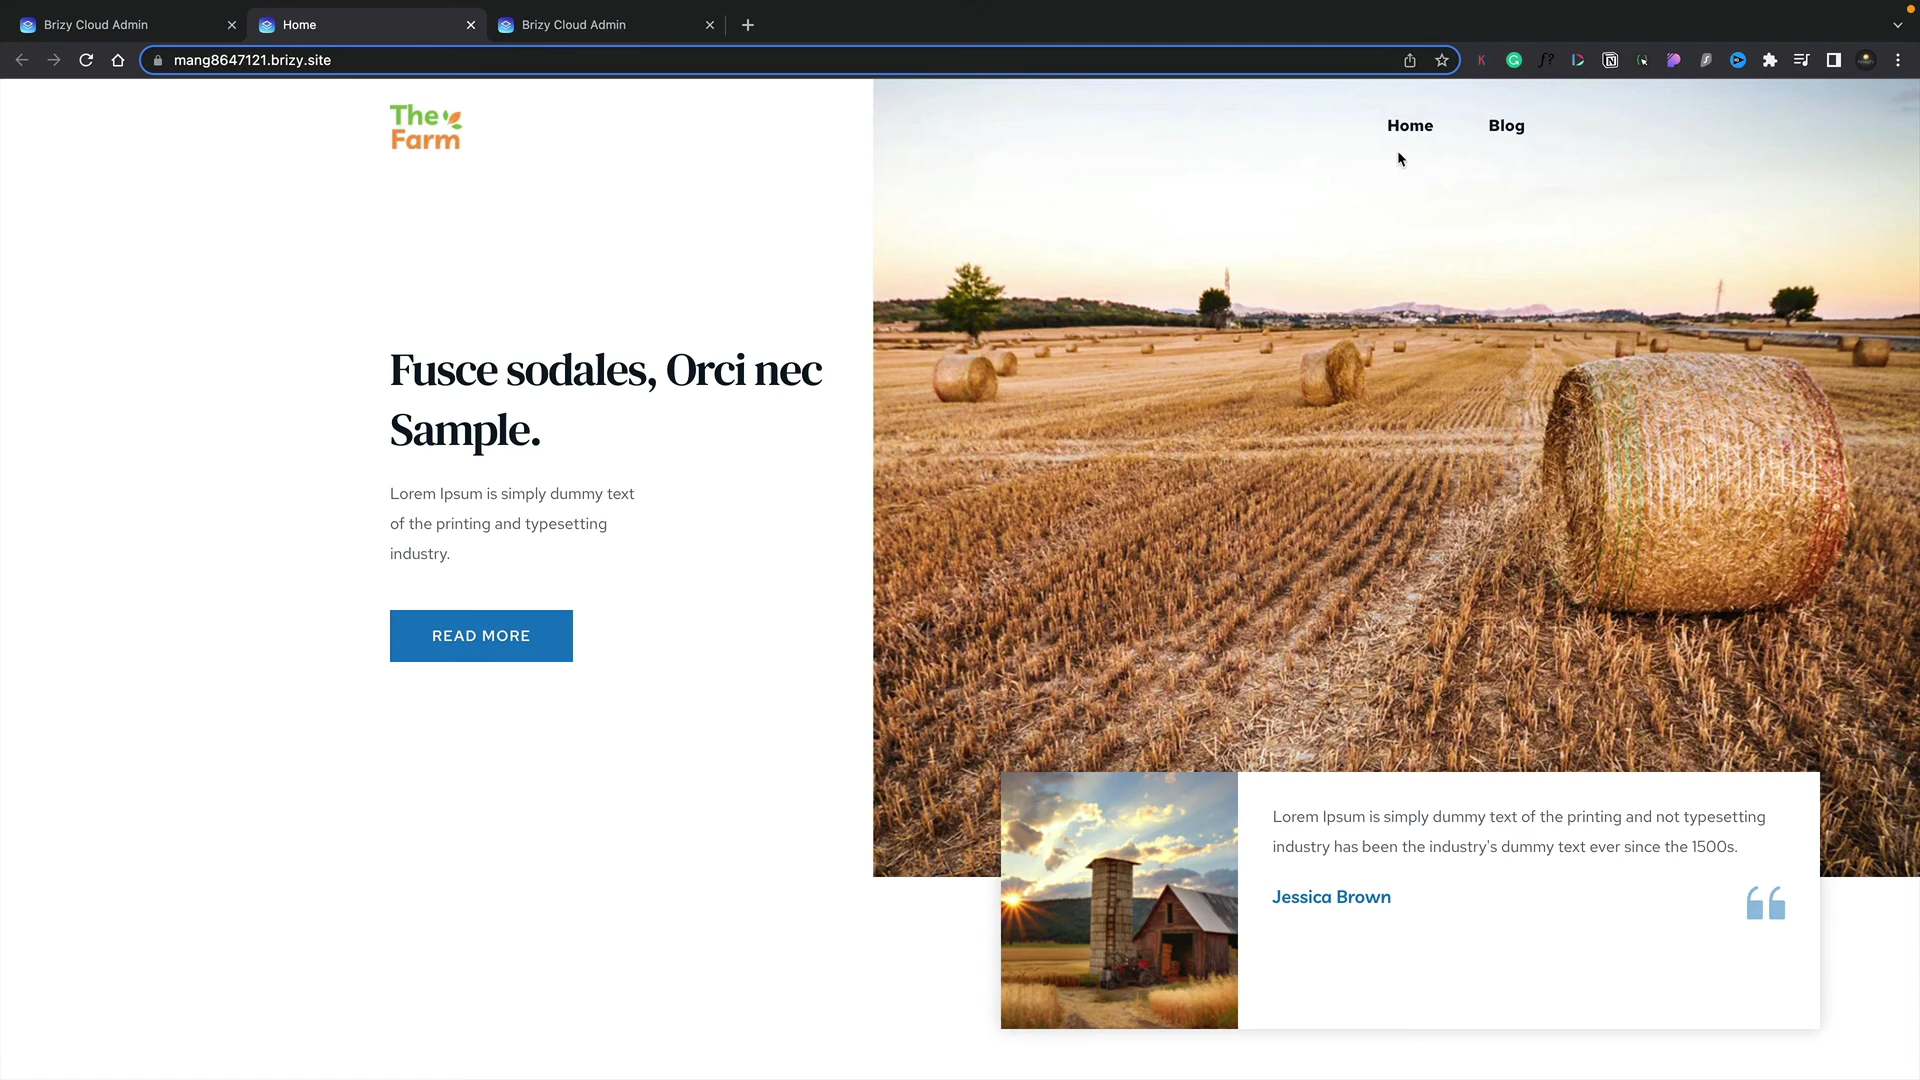 Brizy Cloud Admin
Home
Brizy Cloud Admin
mang8647121.brizy.site
The
Farm
Home
Blog
Fusce sodales, Orci nec
Sample.
Lorem Ipsum is simply dummy text
of the printing and typesetting
industry.
READ MORE
Lorem Ipsum is simply dummy text of the printing and not typesetting
industry has been the industry's dummy text ever since the 1500s.
Jessica Brown